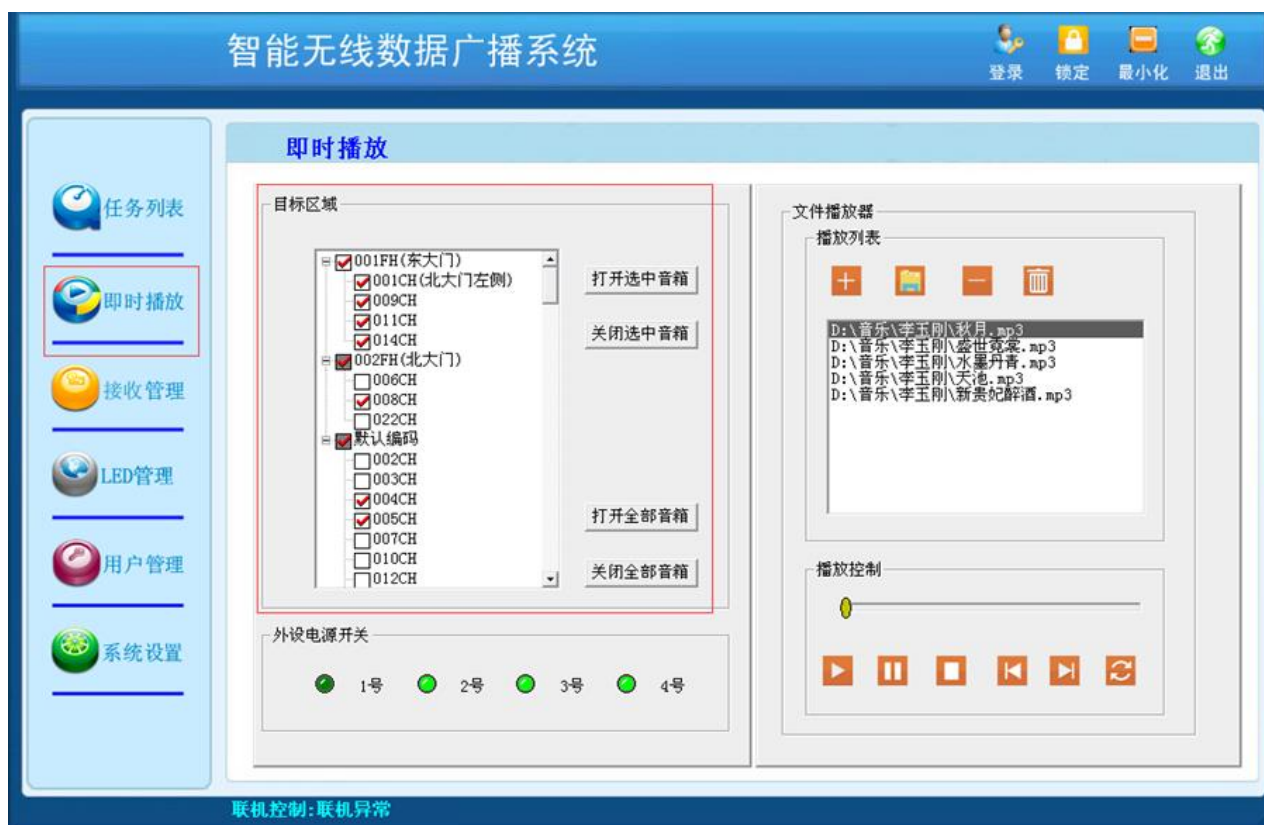 智能无线数据广播系统
登录
锁定
最小化
退出
任务列表
即时播放
接收管理
LED管理
用户管理
系统设置
即时播放
目标区域
001FH(东大门)
001CH(北大门左侧)
009CH
011CH
014CH
002FH(北大门)
006CH
008CH
022CH
默认编码
002CH
003CH
004CH
005CH
007CH
010CH
012CH
打开选中音箱
关闭选中音箱
打开全部音箱
关闭全部音箱
外设电源开关
1号
2号
3号
4号
文件播放器
播放列表
D:\音乐\李玉刚\秋月.mp3
D:\音乐\李玉刚\盛世霓裳.mp3
D:\音乐\李玉刚\水墨丹青.mp3
D:\音乐\李玉刚\天池.mp3
D:\音乐\李玉刚\新贵妃醉酒.mp3
播放控制
联机控制:联机异常